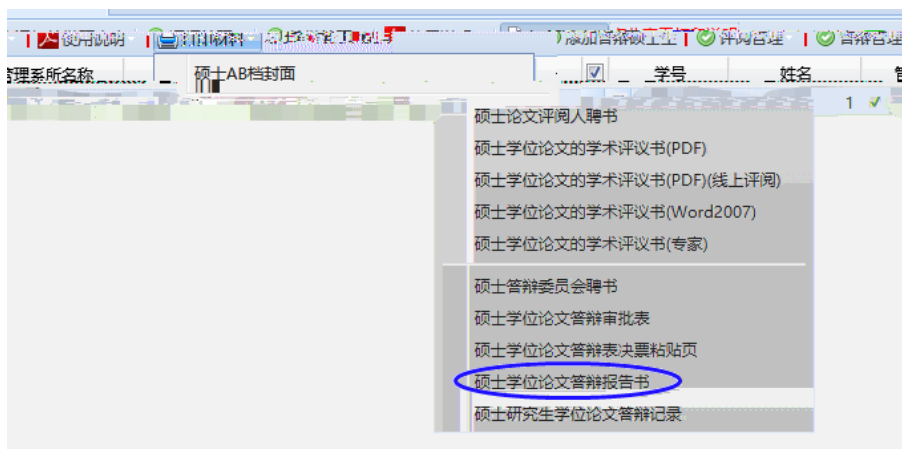 使用说明 打印材料 添加答辩硕士生 评阅管理 答辩管理
管理系所名称 学号 姓名
硕士AB档封面
1
硕士论文评阅人聘书
硕士学位论文的学术评议书(PDF)
硕士学位论文的学术评议书(PDF)(线上评阅)
硕士学位论文的学术评议书(Word2007)
硕士学位论文的学术评议书(专家)
硕士答辩委员会聘书
硕士学位论文答辩审批表
硕士学位论文答辩表决票粘贴页
硕士学位论文答辩报告书
硕士研究生学位论文答辩记录